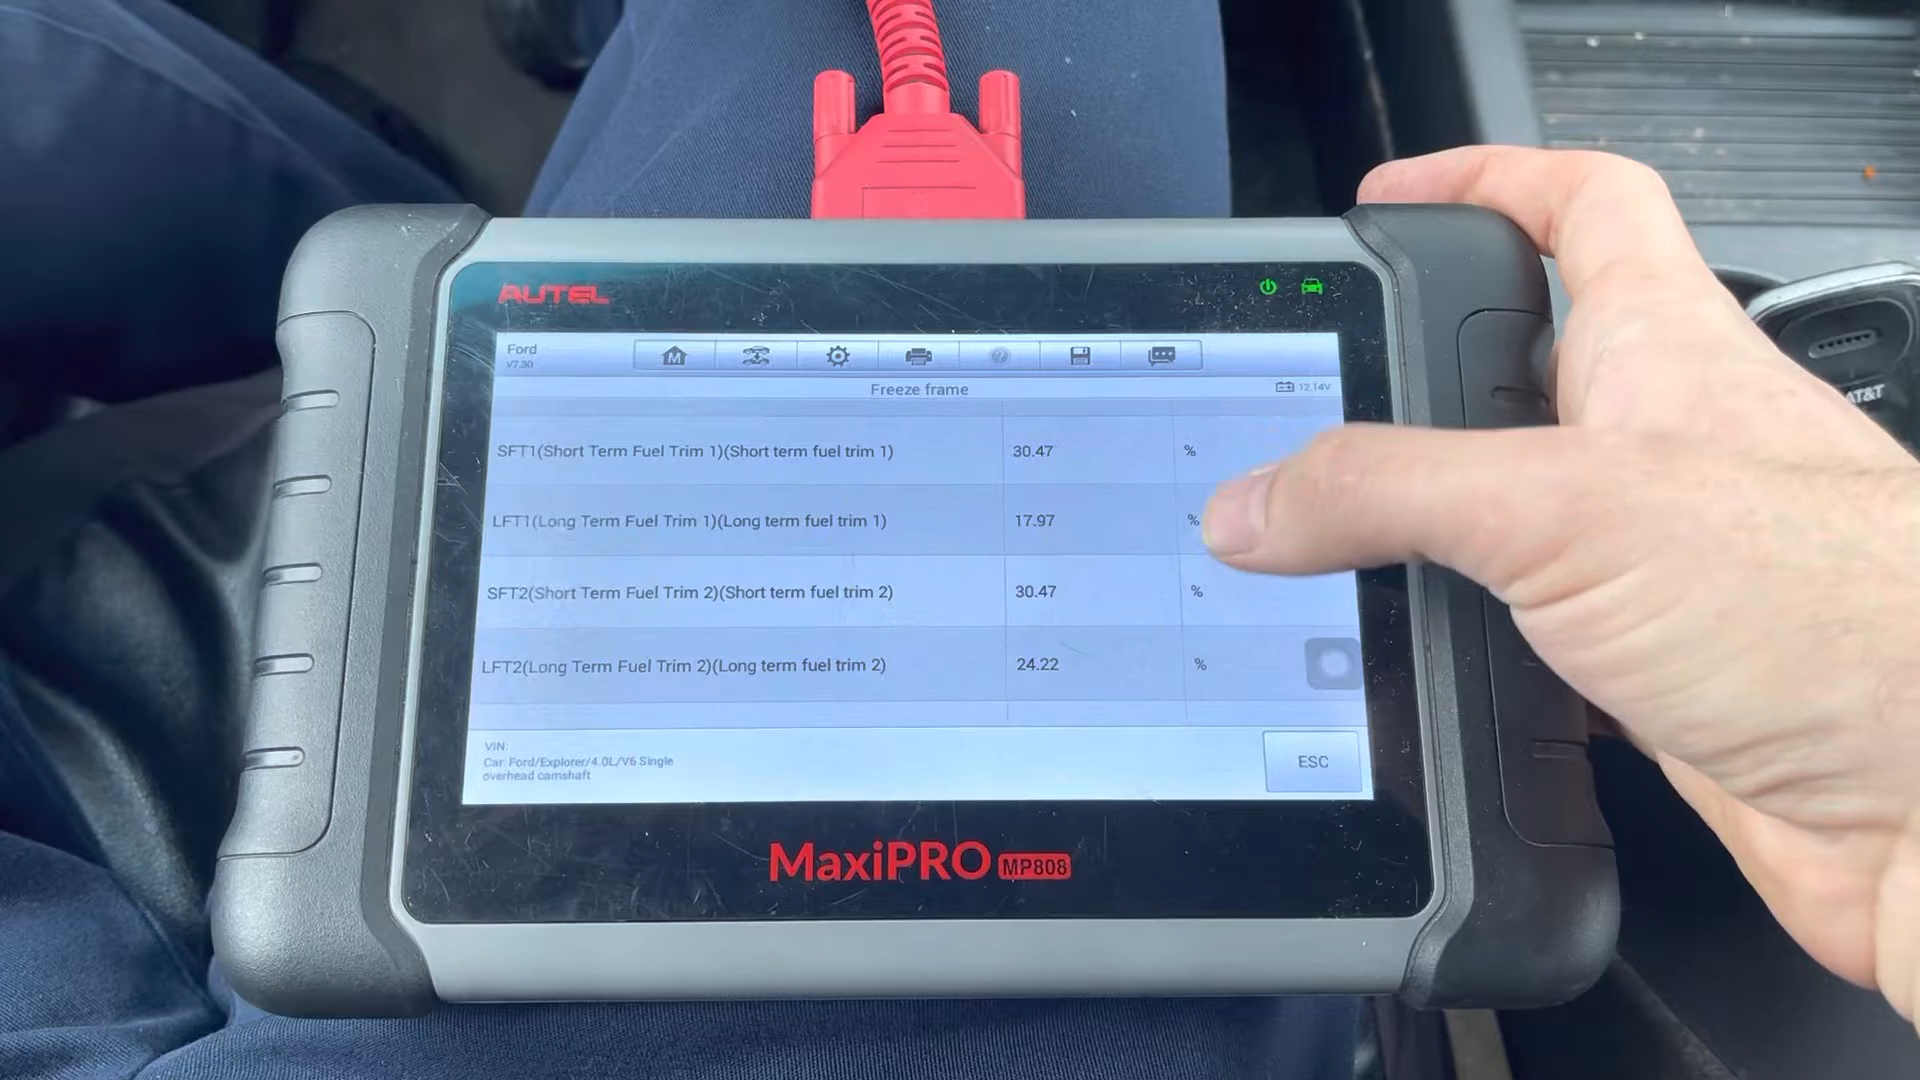 AUTEL
Ford
V7.30
M
Freeze frame
12.14V
SFT1(Short Term Fuel Trim 1)(Short term fuel trim 1) 30.47 %
LFT1(Long Term Fuel Trim 1)(Long term fuel trim 1) 17.97 %
SFT2(Short Term Fuel Trim 2)(Short term fuel trim 2) 30.47 %
LFT2(Long Term Fuel Trim 2)(Long term fuel trim 2) 24.22 %
VIN:
Car: Ford/Explorer/4.0L/V6 Single
overhead camshaft
ESC
MaxiPRO MP808
AT&T